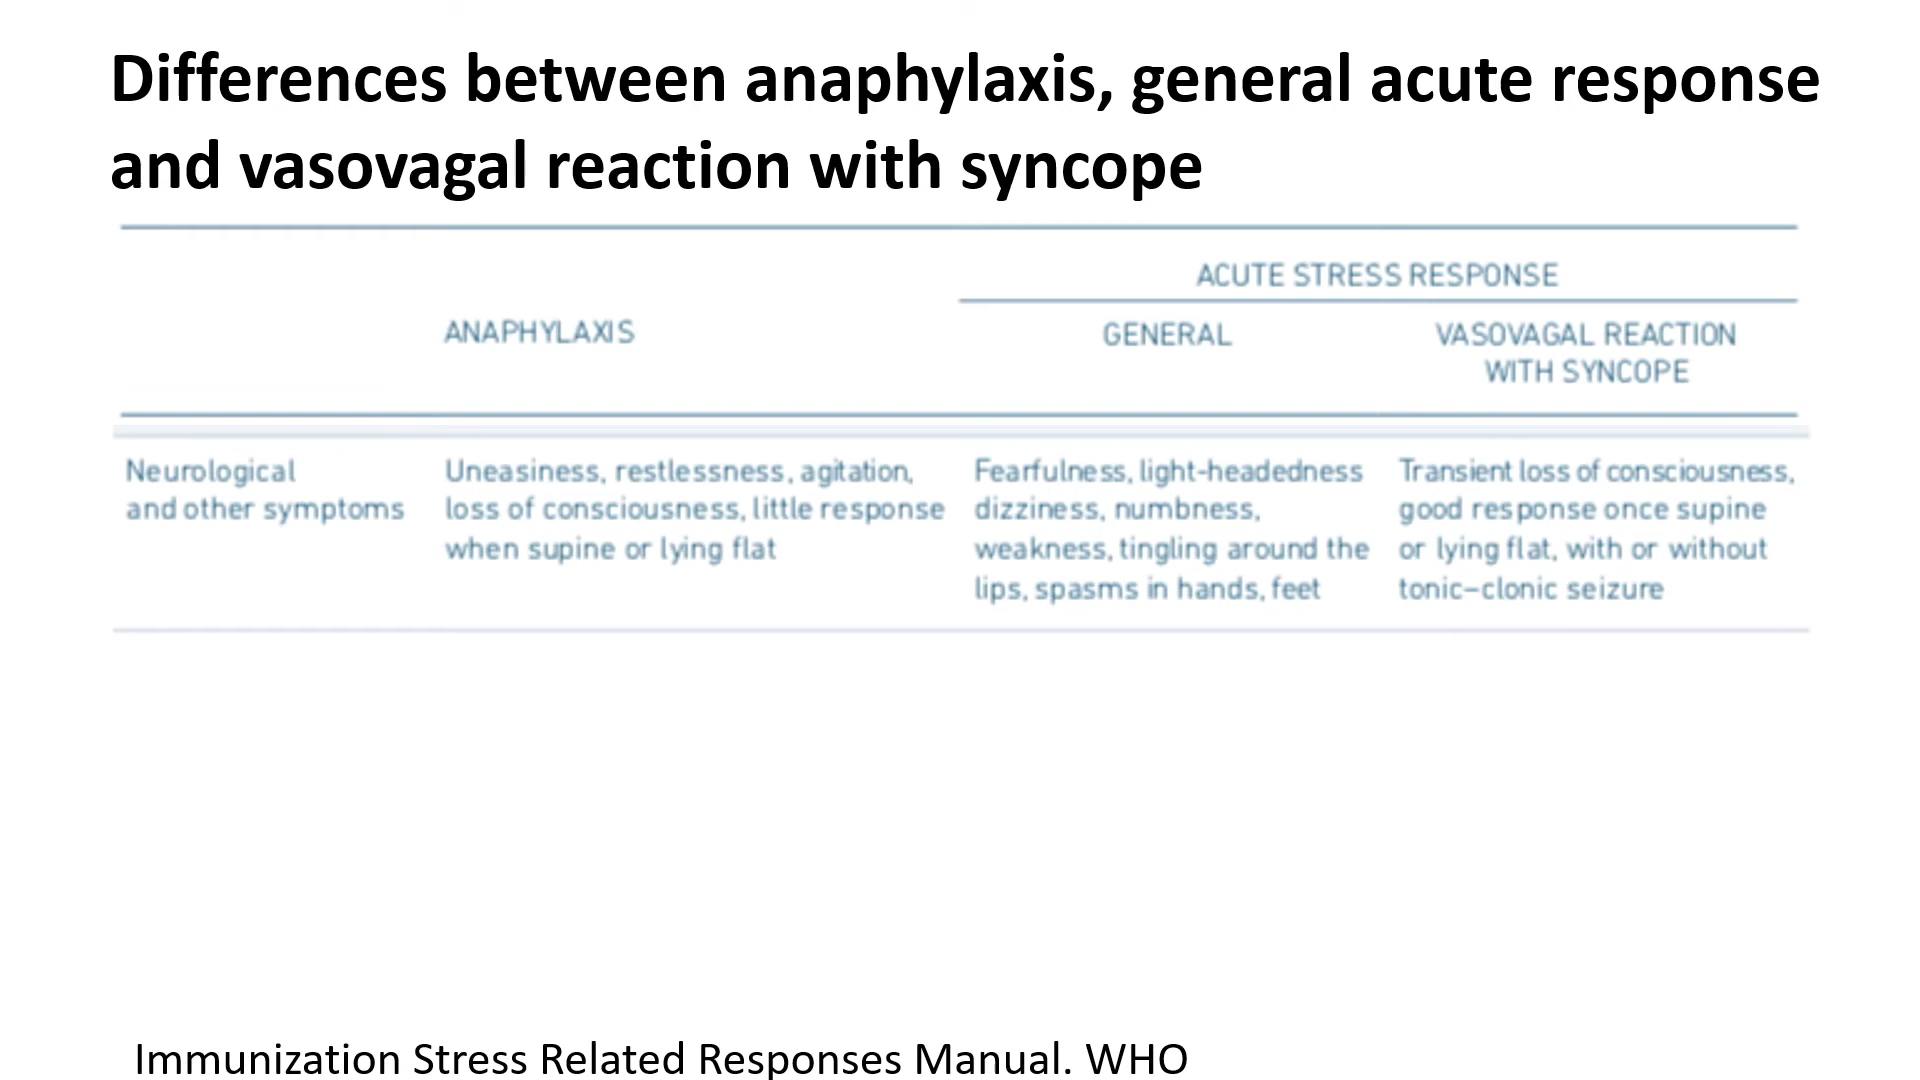 Differences between anaphylaxis, general acute response
and vasovagal reaction with syncope
ACUTE STRESS RESPONSE
ANAPHYLAXIS
GENERAL
VASOVAGAL REACTION
WITH SYNCOPE
Neurological
and other symptoms
Uneasiness, restlessness, agitation,
loss of consciousness, little response
when supine or lying flat
Fearfulness, light-headedness
dizziness, numbness,
weakness, tingling around the
lips, spasms in hands, feet
Transient loss of consciousness,
good response once supine
or lying flat, with or without
tonic–clonic seizure
Immunization Stress Related Responses Manual. WHO